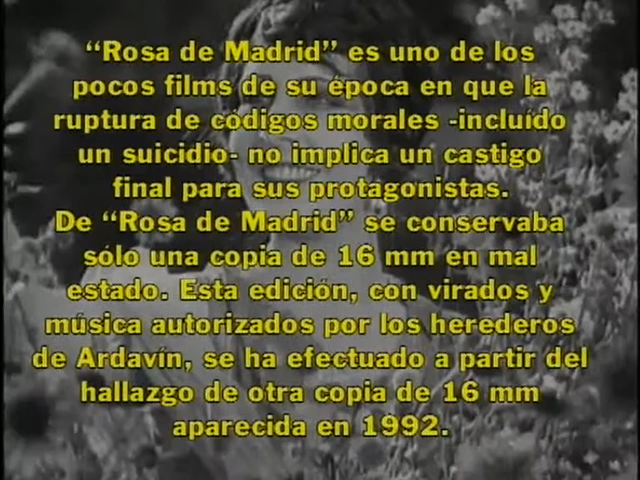 “Rosa de Madrid” es uno de los
pocos films de su época en que la
ruptura de códigos morales -incluído
un suicidio- no implica un castigo
final para sus protagonistas.
De “Rosa de Madrid” se conservaba
sólo una copia de 16 mm en mal
estado. Esta edición, con virados y
música autorizados por los herederos
de Ardavín, se ha efectuado a partir del
hallazgo de otra copia de 16 mm
aparecida en 1992.